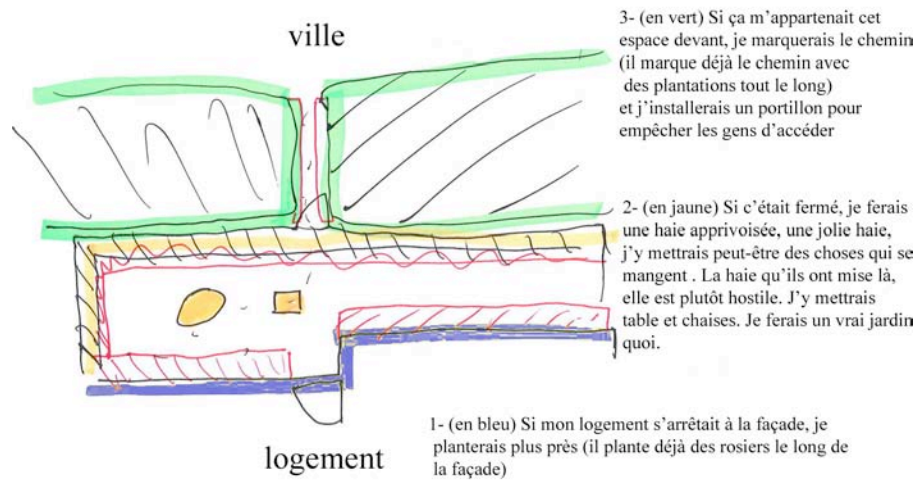 ville
3- (en vert) Si ça m’appartenait cet
espace devant, je marquerais le chemin
(il marque déjà le chemin avec
des plantations tout le long)
et j’installerais un portillon pour
empêcher les gens d’accéder
2- (en jaune) Si c’était fermé, je ferais
une haie apprivoisée, une jolie haie,
j’y mettrais peut-être des choses qui se
mangent . La haie qu’ils ont mise là,
elle est plutôt hostile. J’y mettrais
table et chaises. Je ferais un vrai jardin
quoi.
1- (en bleu) Si mon logement s’arrêtait à la façade, je
planterais plus près (il plante déjà des rosiers le long de
la façade)
logement